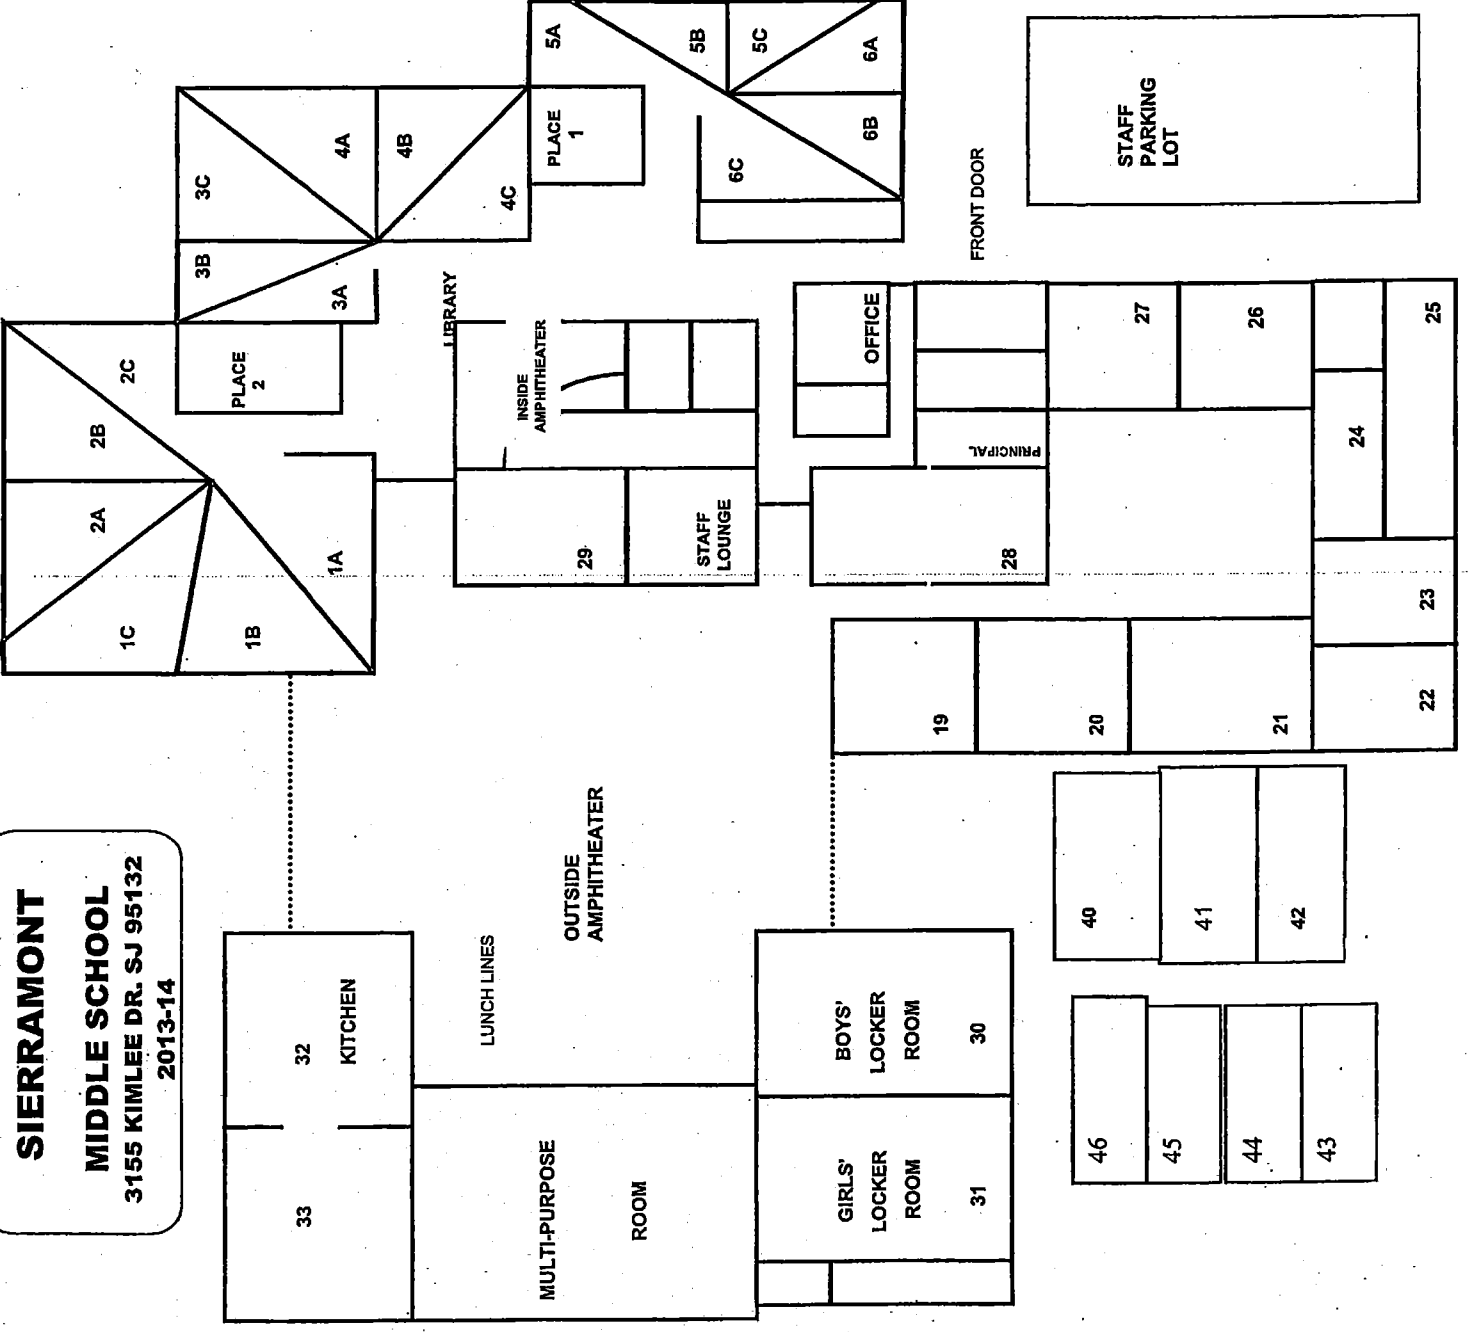 SIERRAMONT
MIDDLE SCHOOL
3155 KIMLEE DR. SJ 95132
2013-14
33
32
KITCHEN
MULTI-PURPOSE
ROOM
LUNCH LINES
OUTSIDE
AMPHITHEATER
GIRLS'
LOCKER
ROOM
31
BOYS'
LOCKER
ROOM
30
46
45
44
43
40
41
42
19
20
21
22
23
24
25
26
27
28
PRINCIPAL
OFFICE
FRONT DOOR
STAFF
PARKING
LOT
29
STAFF
LOUNGE
INSIDE
AMPHITHEATER
LIBRARY
1A
1B
1C
2A
2B
2C
PLACE
2
3A
3B
3C
4A
4B
4C
PLACE
1
5A
5B
5C
6A
6B
6C